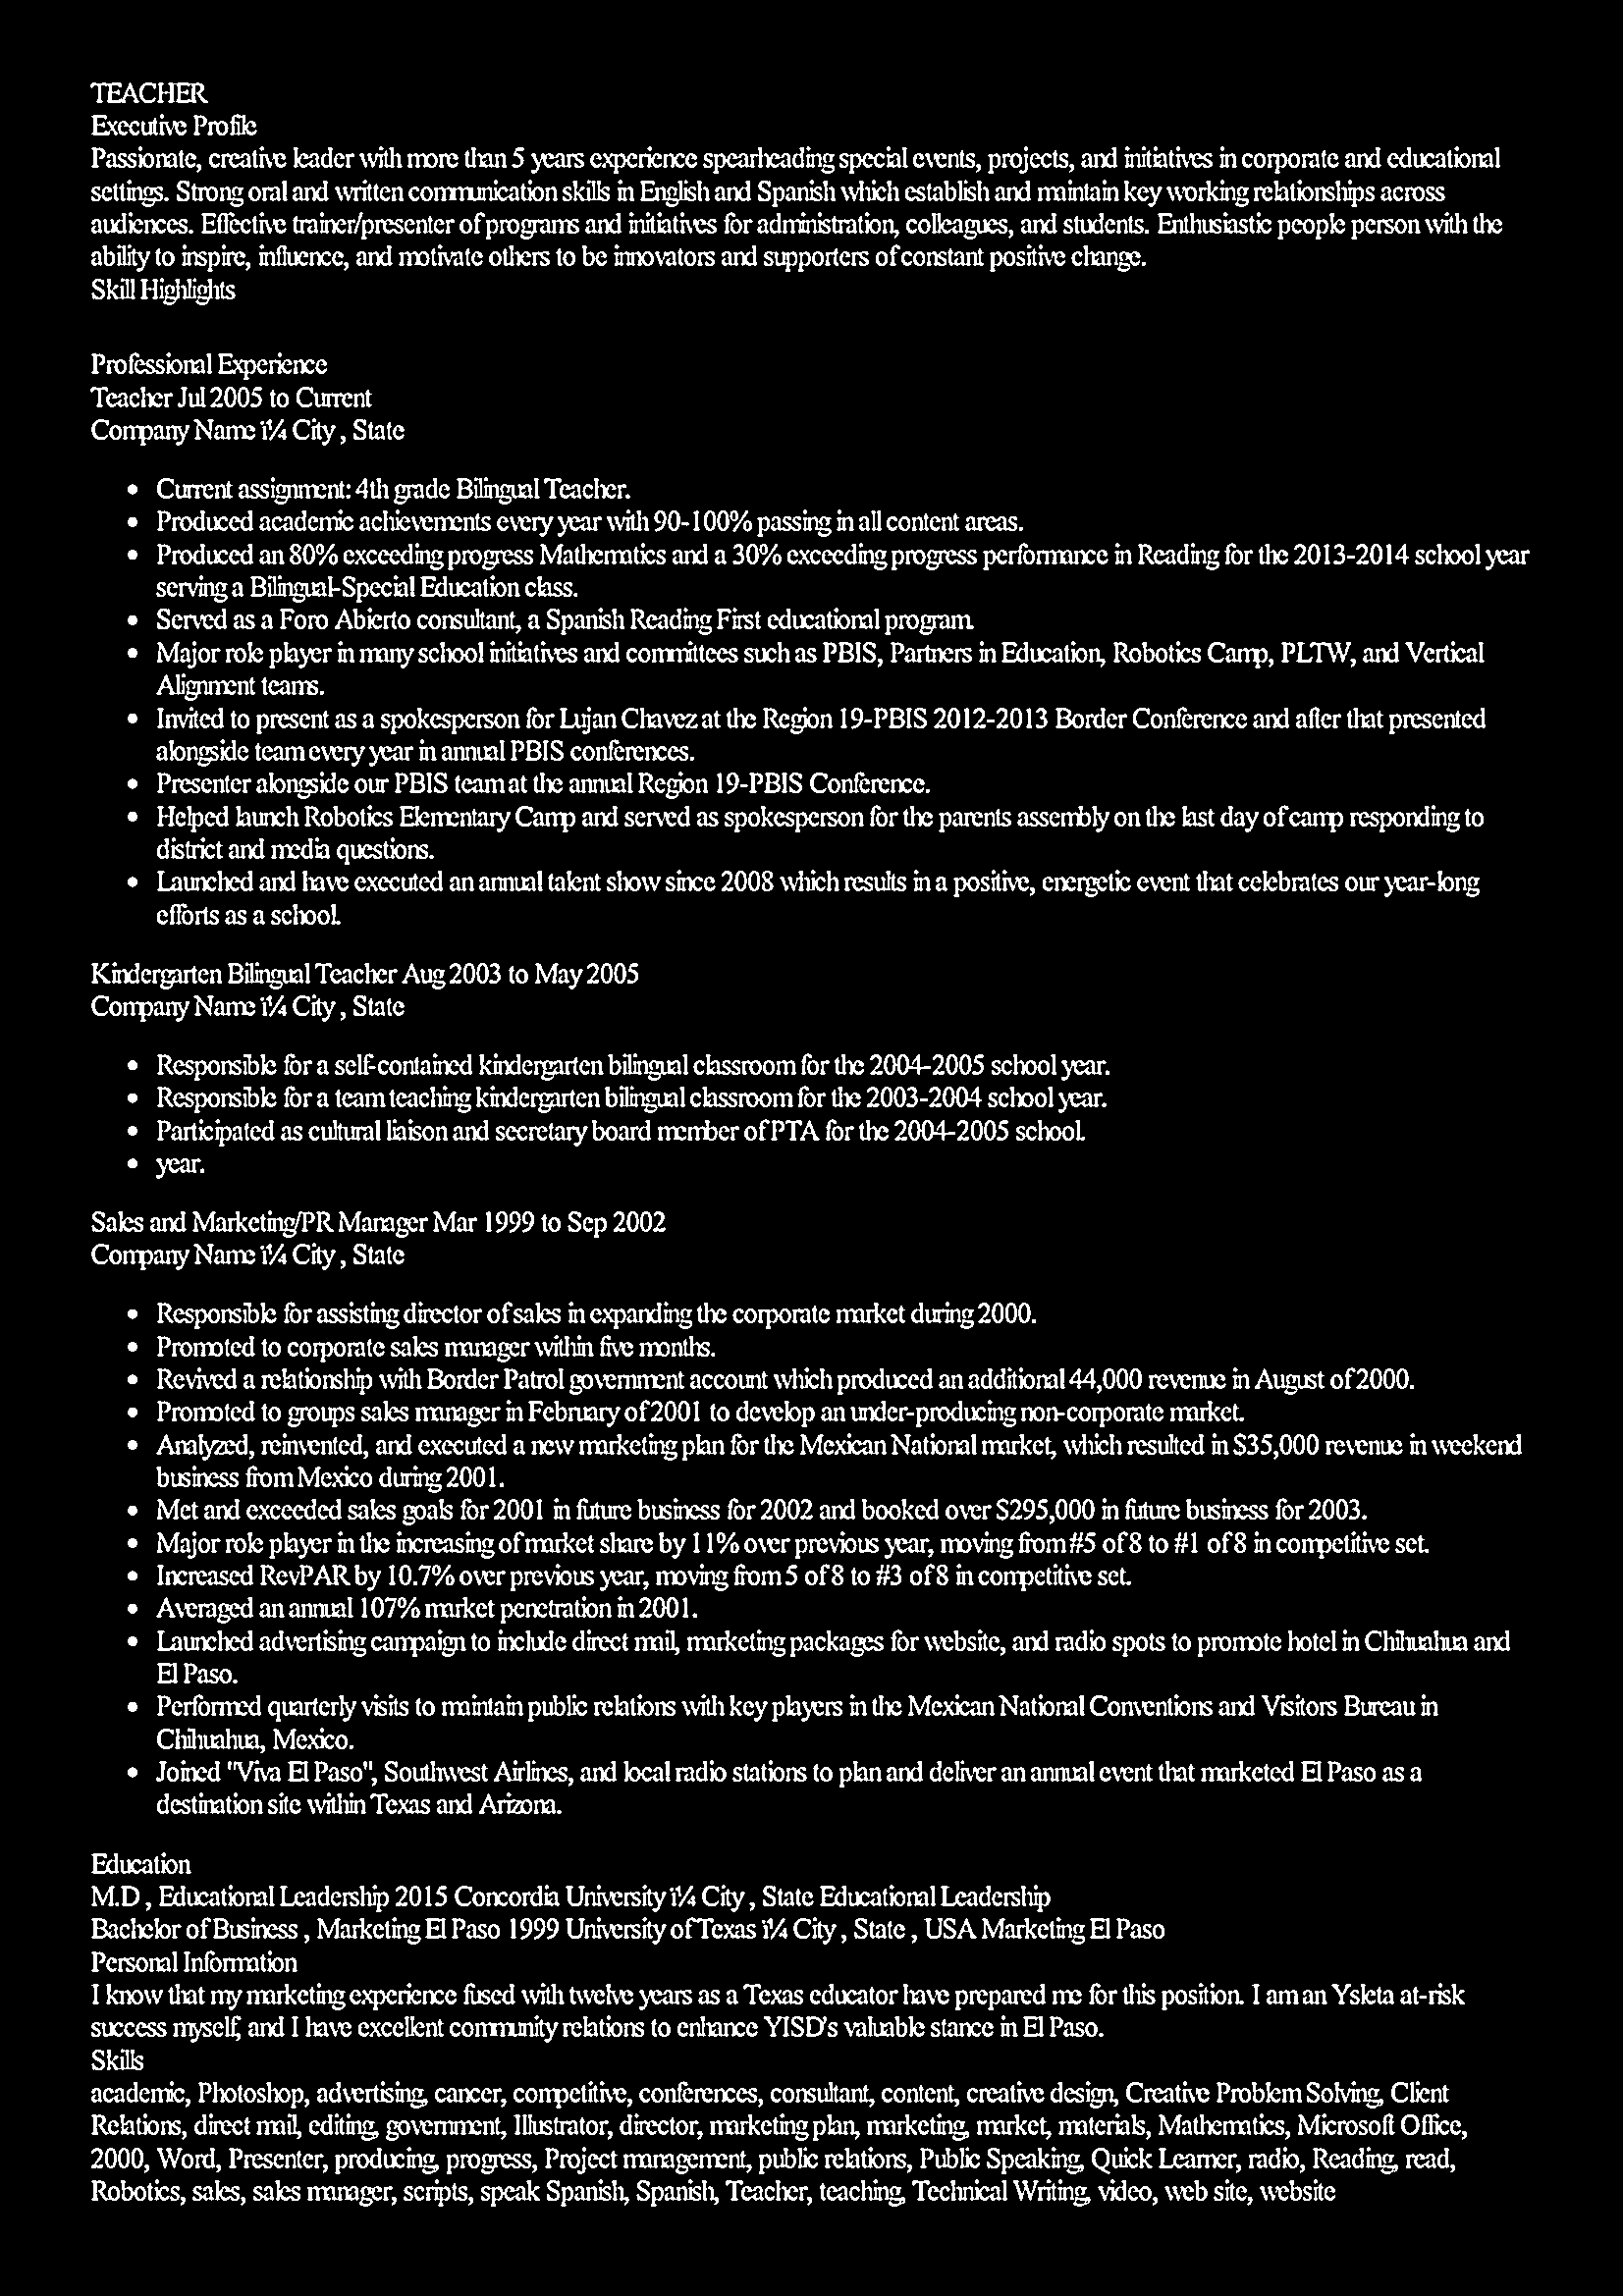 TEACHER
Executive Profile
Passionate, creative leader with more than 5 years experience spearheading special events, projects, and initiatives in corporate and educational
settings. Strong oral and written communication skills in English and Spanish which establish and maintain key working relationships across
audiences. Effective trainer/presenter of programs and initiatives for administration, colleagues, and students. Enthusiastic people person with the
ability to inspire, influence, and motivate others to be innovators and supporters of constant positive change.
Skill Highlights
Professional Experience
Teacher Jul 2005 to Current
Company Name ï¼ City , State
• Current assignment: 4th grade Bilingual Teacher.
• Produced academic achievements every year with 90-100% passing in all content areas.
• Produced an 80% exceeding progress Mathematics and a 30% exceeding progress performance in Reading for the 2013-2014 school year
serving a Bilingual-Special Education class.
• Served as a Foro Abierto consultant, a Spanish Reading First educational program.
• Major role player in many school initiatives and committees such as PBIS, Partners in Education, Robotics Camp, PLTW, and Vertical
Alignment teams.
• Invited to present as a spokesperson for Lujan Chavez at the Region 19-PBIS 2012-2013 Border Conference and after that presented
alongside team every year in annual PBIS conferences.
• Presenter alongside our PBIS team at the annual Region 19-PBIS Conference.
• Helped launch Robotics Elementary Camp and served as spokesperson for the parents assembly on the last day of camp responding to
district and media questions.
• Launched and have executed an annual talent show since 2008 which results in a positive, energetic event that celebrates our year-long
efforts as a school.
Kindergarten Bilingual Teacher Aug 2003 to May 2005
Company Name ï¼ City , State
• Responsible for a self-contained kindergarten bilingual classroom for the 2004-2005 school year.
• Responsible for a team teaching kindergarten bilingual classroom for the 2003-2004 school year.
• Participated as cultural liaison and secretary board member of PTA for the 2004-2005 school.
• year.
Sales and Marketing/PR Manager Mar 1999 to Sep 2002
Company Name ï¼ City , State
• Responsible for assisting director of sales in expanding the corporate market during 2000.
• Promoted to corporate sales manager within five months.
• Revived a relationship with Border Patrol government account which produced an additional 44,000 revenue in August of 2000.
• Promoted to groups sales manager in February of 2001 to develop an under-producing non-corporate market.
• Analyzed, reinvented, and executed a new marketing plan for the Mexican National market, which resulted in $35,000 revenue in weekend
business from Mexico during 2001.
• Met and exceeded sales goals for 2001 in future business for 2002 and booked over $295,000 in future business for 2003.
• Major role player in the increasing of market share by 11% over previous year, moving from #5 of 8 to #1 of 8 in competitive set.
• Increased RevPAR by 10.7% over previous year, moving from 5 of 8 to #3 of 8 in competitive set.
• Averaged an annual 107% market penetration in 2001.
• Launched advertising campaign to include direct mail, marketing packages for website, and radio spots to promote hotel in Chihuahua and
El Paso.
• Performed quarterly visits to maintain public relations with key players in the Mexican National Conventions and Visitors Bureau in
Chihuahua, Mexico.
• Joined "Viva El Paso", Southwest Airlines, and local radio stations to plan and deliver an annual event that marketed El Paso as a
destination site within Texas and Arizona.
Education
M.D , Educational Leadership 2015 Concordia University ï¼ City , State Educational Leadership
Bachelor of Business , Marketing El Paso 1999 University of Texas ï¼ City , State , USA Marketing El Paso
Personal Information
I know that my marketing experience fused with twelve years as a Texas educator have prepared me for this position. I am an Ysleta at-risk
success myself, and I have excellent community relations to enhance YISD's valuable stance in El Paso.
Skills
academic, Photoshop, advertising, cancer, competitive, conferences, consultant, content, creative design, Creative Problem Solving, Client
Relations, direct mail, editing, government, Illustrator, director, marketing plan, marketing, market, materials, Mathematics, Microsoft Office,
2000, Word, Presenter, producing, progress, Project management, public relations, Public Speaking, Quick Learner, radio, Reading, read,
Robotics, sales, sales manager, scripts, speak Spanish, Spanish, Teacher, teaching, Technical Writing, video, web site, website